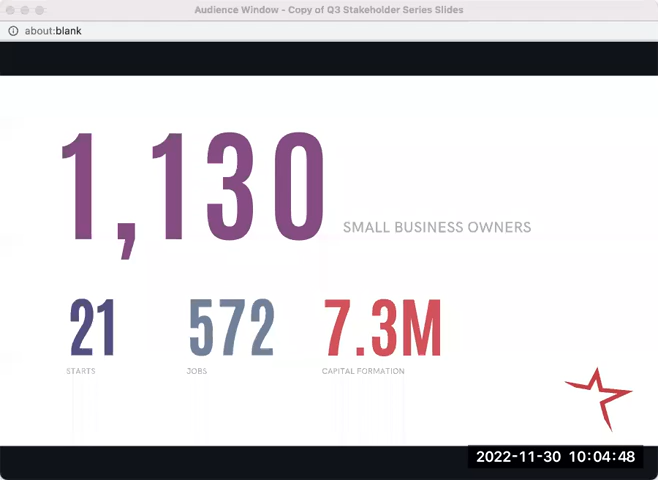 Audience Window - Copy of Q3 Stakeholder Series Slides
about:blank
1,130 SMALL BUSINESS OWNERS
21 572 7.3M
STARTS JOBS CAPITAL FORMATION
2022-11-30 10:04:48